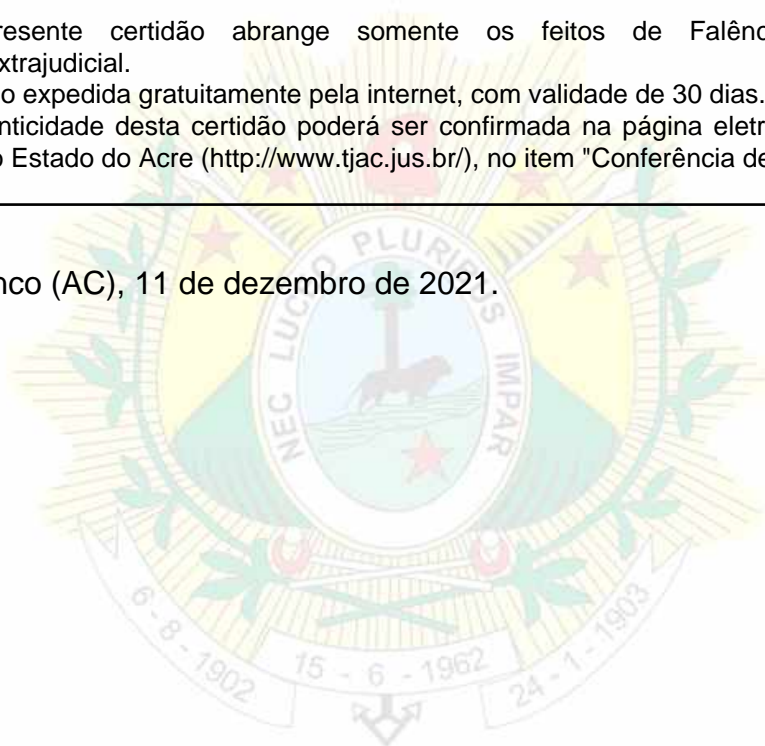 resente certidão abrange somente os feitos de Falênc
xtrajudicial.
o expedida gratuitamente pela internet, com validade de 30 dias.
nticidade desta certidão poderá ser confirmada na página eletr
o Estado do Acre (http://www.tjac.jus.br/), no item "Conferência de
nco (AC), 11 de dezembro de 2021.
NEC LUCEO PLURIBUS IMPAR
6 - 8 - 1902
15 - 6 - 1962
24 - 1 - 1903